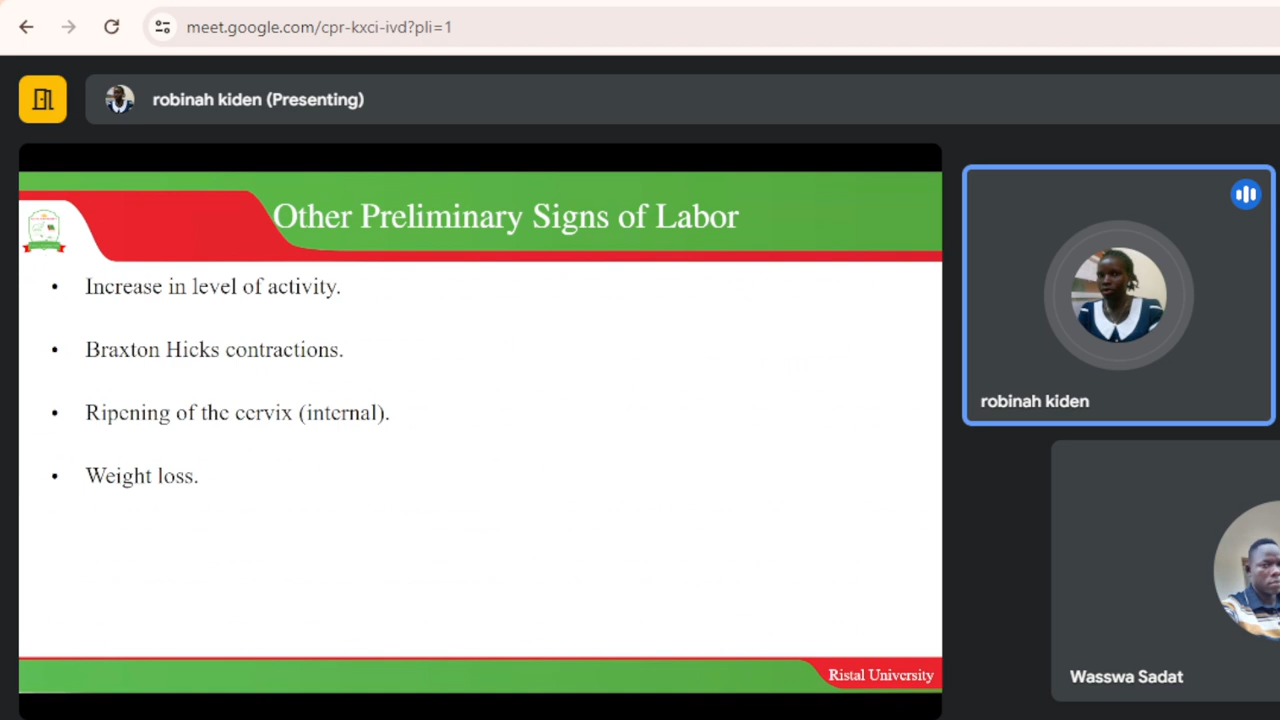 meet.google.com/cpr-kxci-ivd?pli=1
robinah kiden (Presenting)
Other Preliminary Signs of Labor
• Increase in level of activity.
• Braxton Hicks contractions.
• Ripening of the cervix (internal).
• Weight loss.
Ristal University
robinah kiden
Wasswa Sadat